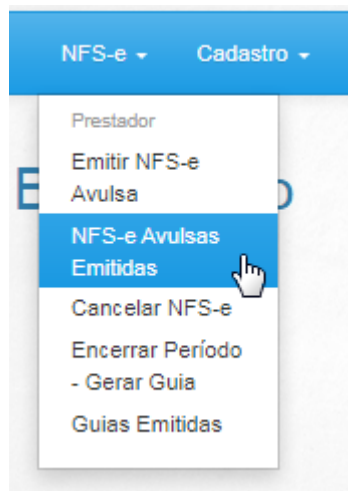 NFS-e Cadastro
Prestador
Emitir NFS-e
Avulsa
NFS-e Avulsas
Emitidas
Cancelar NFS-e
Encerrar Período
- Gerar Guia
Guias Emitidas